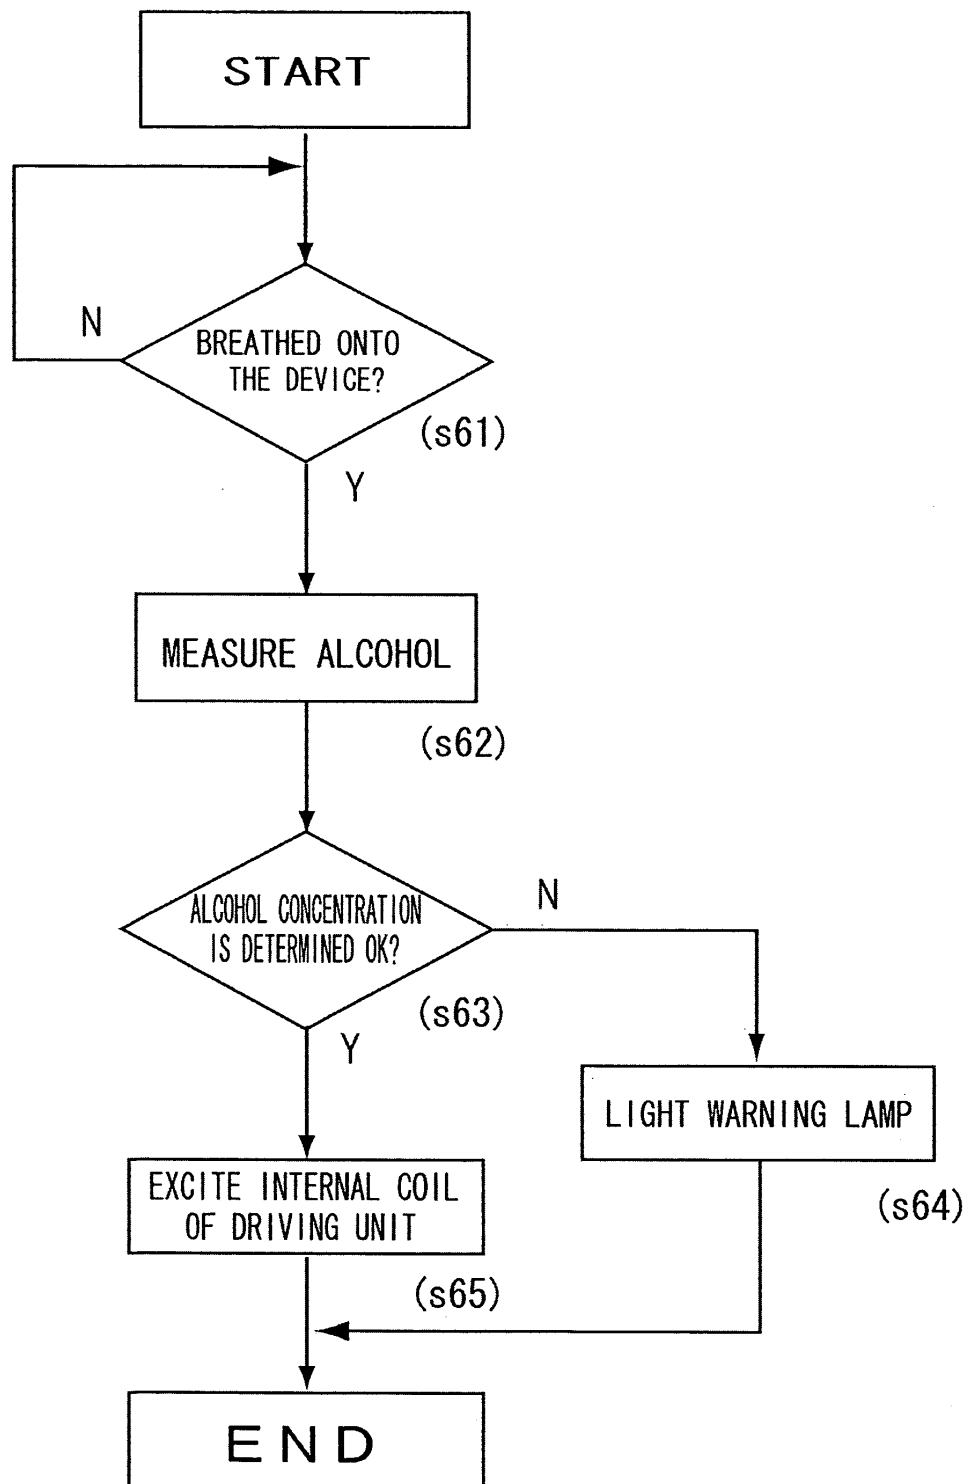 START
N
BREATHED ONTO
THE DEVICE?
(s61)
Y
MEASURE ALCOHOL
(s62)
N
ALCOHOL CONCENTRATION
IS DETERMINED OK?
(s63)
Y
LIGHT WARNING LAMP
(s64)
EXCITE INTERNAL COIL
OF DRIVING UNIT
(s65)
END